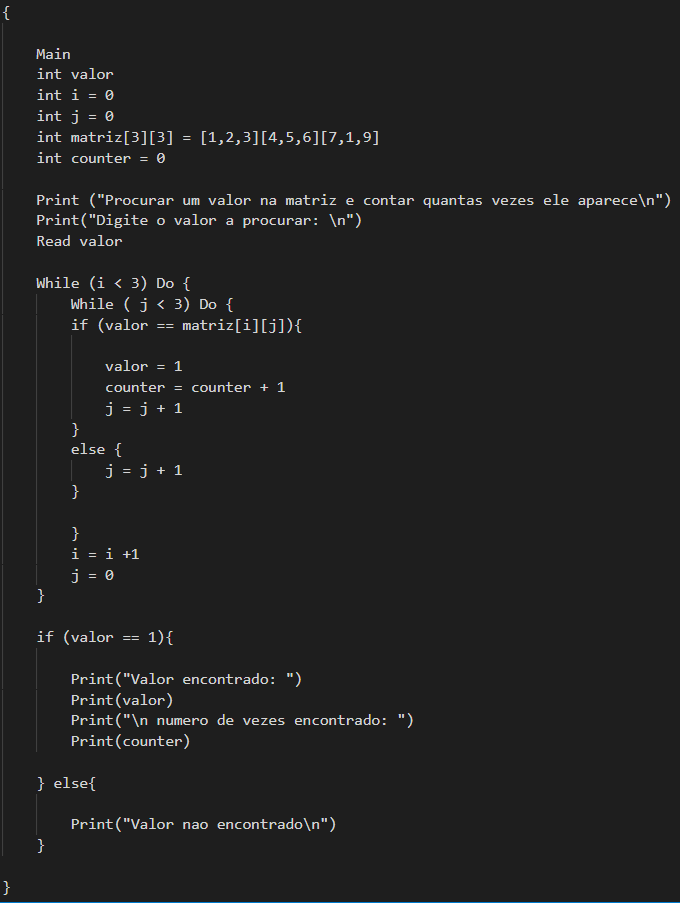 {
Main
int valor
int i = 0
int j = 0
int matriz[3][3] = [1,2,3][4,5,6][7,1,9]
int counter = 0
Print ("Procurar um valor na matriz e contar quantas vezes ele aparece\n")
Print("Digite o valor a procurar: \n")
Read valor
While (i < 3) Do {
While ( j < 3) Do {
if (valor == matriz[i][j]){
valor = 1
counter = counter + 1
j = j + 1
}
else {
j = j + 1
}
}
i = i +1
j = 0
}
if (valor == 1){
Print("Valor encontrado: ")
Print(valor)
Print("\n numero de vezes encontrado: ")
Print(counter)
} else{
Print("Valor nao encontrado\n")
}
}